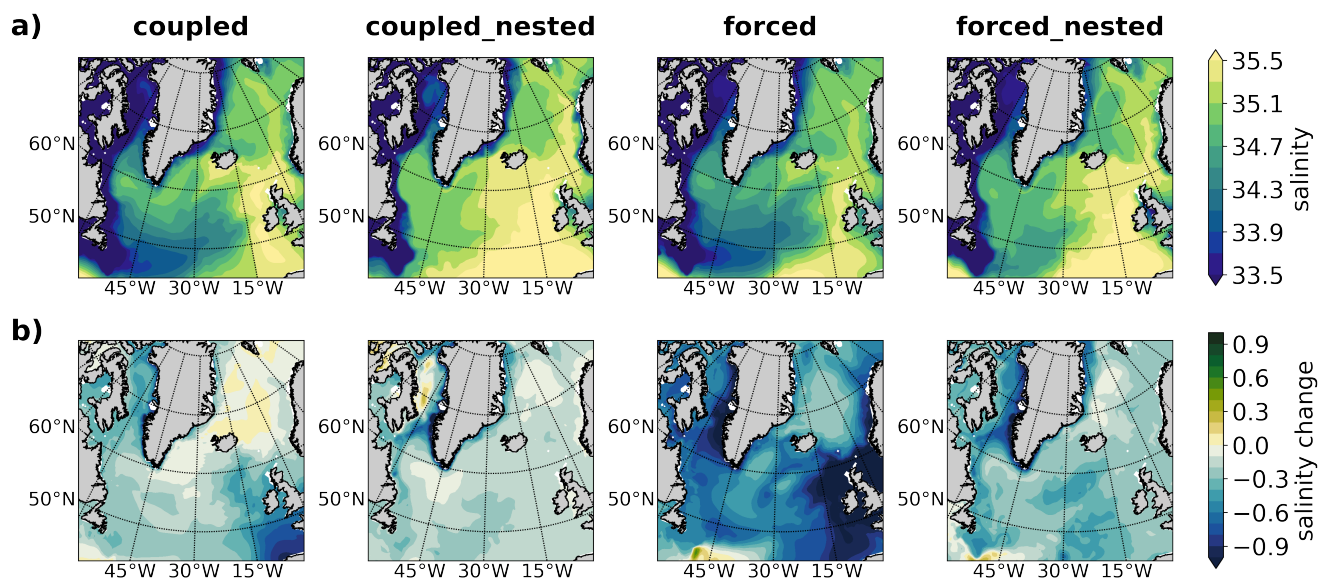 a) coupled coupled_nested forced forced_nested
60°N
50°N
45°W 30°W 15°W
60°N
50°N
45°W 30°W 15°W
60°N
50°N
45°W 30°W 15°W
60°N
50°N
45°W 30°W 15°W
35.5
35.1
34.7
34.3
33.9
33.5
salinity
b)
60°N
50°N
45°W 30°W 15°W
60°N
50°N
45°W 30°W 15°W
60°N
50°N
45°W 30°W 15°W
60°N
50°N
45°W 30°W 15°W
0.9
0.6
0.3
0.0
−0.3
−0.6
−0.9
salinity change